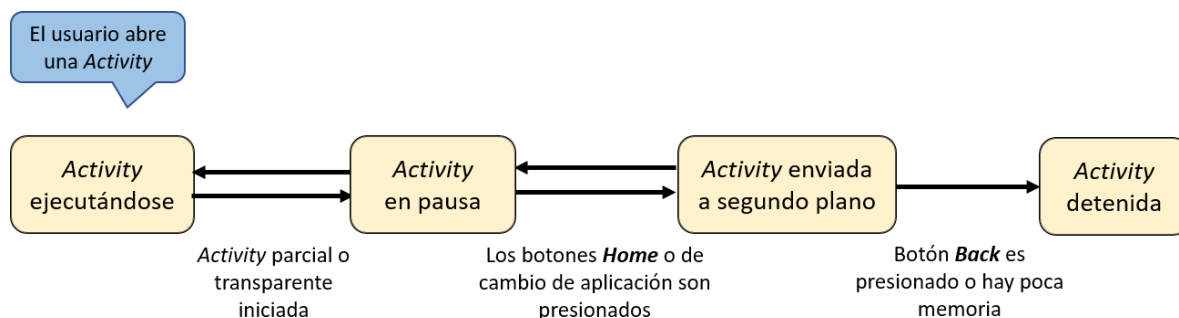 El usuario abre
una Activity
Activity
ejecutándose
Activity
en pausa
Activity enviada
a segundo plano
Activity
detenida
Activity parcial o
transparente
iniciada
Los botones Home o de
cambio de aplicación son
presionados
Botón Back es
presionado o hay poca
memoria